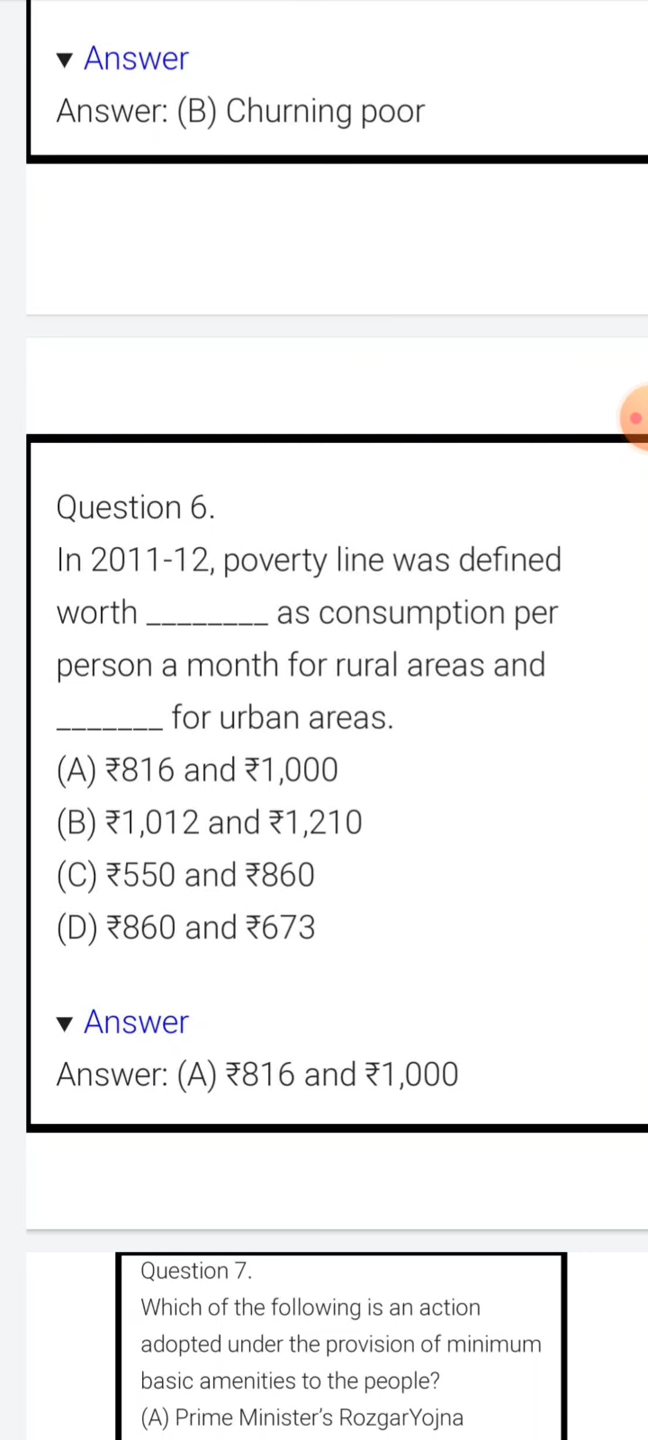 ▼ Answer
Answer: (B) Churning poor
Question 6.
In 2011-12, poverty line was defined
worth ________ as consumption per
person a month for rural areas and
_______ for urban areas.
(A) ₹816 and ₹1,000
(B) ₹1,012 and ₹1,210
(C) ₹550 and ₹860
(D) ₹860 and ₹673
▼ Answer
Answer: (A) ₹816 and ₹1,000
Question 7.
Which of the following is an action
adopted under the provision of minimum
basic amenities to the people?
(A) Prime Minister's RozgarYojna